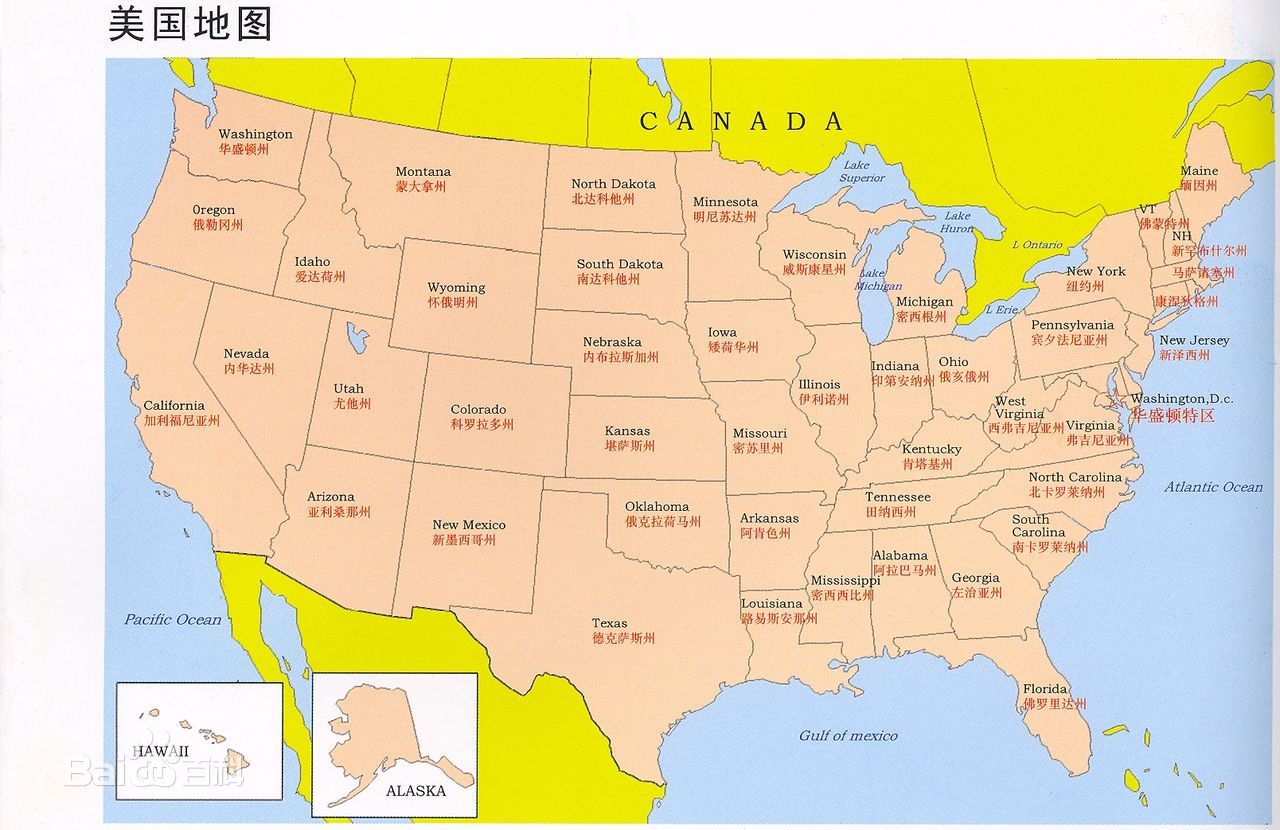 美国地图
CANADA
Washington
华盛顿州
Montana
蒙大拿州
North Dakota
北达科他州
Minnesota
明尼苏达州
Lake
Superior
Maine
缅因州
VT
佛蒙特州
NH
新罕布什尔州
马萨诸塞州
康涅狄格州
Oregon
俄勒冈州
Idaho
爱达荷州
Wyoming
怀俄明州
South Dakota
南达科他州
Wisconsin
威斯康星州
Lake
Huron
L Ontario
Lake
Michigan
Michigan
密西根州
L Erie
New York
纽约州
Nebraska
内布拉斯加州
Iowa
矮荷华州
Pennsylvania
宾夕法尼亚州
New Jersey
新泽西州
Nevada
内华达州
Utah
尤他州
Colorado
科罗拉多州
Illinois
伊利诺州
Indiana
印第安纳州
Ohio
俄亥俄州
Washington,D.c.
华盛顿特区
California
加利福尼亚州
Kansas
堪萨斯州
Missouri
密苏里州
West
Virginia
西弗吉尼亚州
Virginia
弗吉尼亚州
Kentucky
肯塔基州
Arizona
亚利桑那州
New Mexico
新墨西哥州
Oklahoma
俄克拉荷马州
Arkansas
阿肯色州
Tennessee
田纳西州
North Carolina
北卡罗莱纳州
Atlantic Ocean
South
Carolina
南卡罗莱纳州
Mississippi
密西西比州
Alabama
阿拉巴马州
Georgia
左治亚州
Louisiana
路易斯安那州
Texas
德克萨斯州
Pacific Ocean
Florida
佛罗里达州
Gulf of mexico
HAWAII
ALASKA
Bai百科